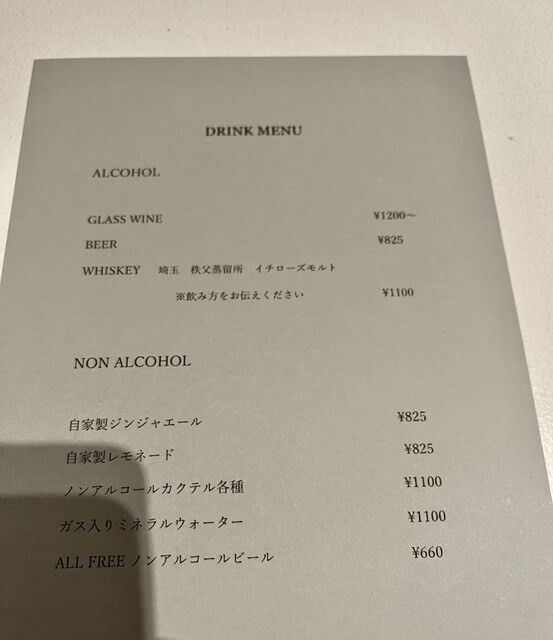 DRINK MENU
ALCOHOL
GLASS WINE ¥1200～
BEER ¥825
WHISKEY 埼玉 秩父蒸留所 イチローズモルト
※飲み方をお伝えください ¥1100
NON ALCOHOL
自家製ジンジャエール ¥825
自家製レモネード ¥825
ノンアルコールカクテル各種 ¥1100
ガス入りミネラルウォーター ¥1100
ALL FREE ノンアルコールビール ¥660